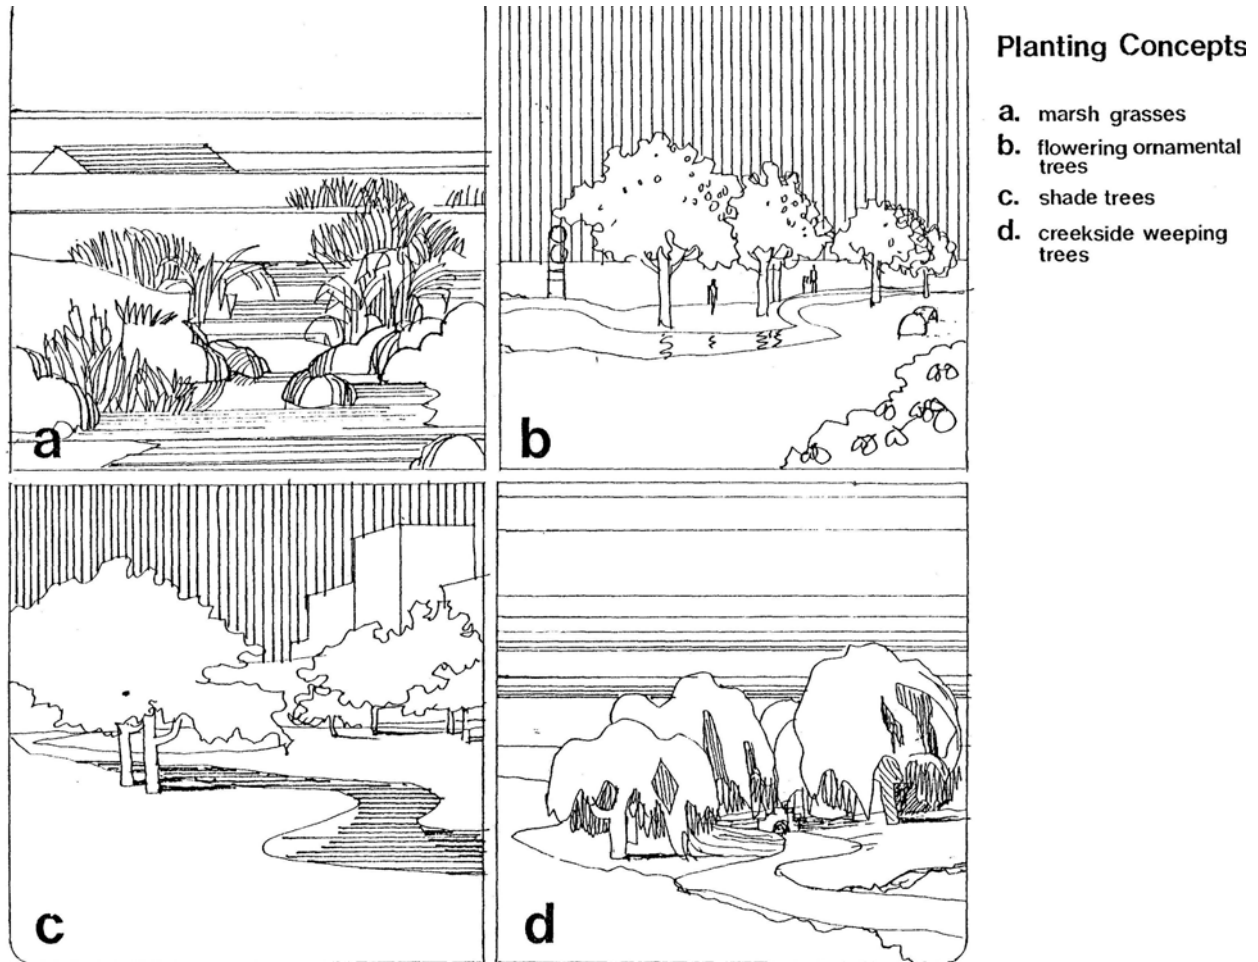 Planting Concepts
a. marsh grasses
b. flowering ornamental
trees
c. shade trees
d. creekside weeping
trees
a
b
c
d